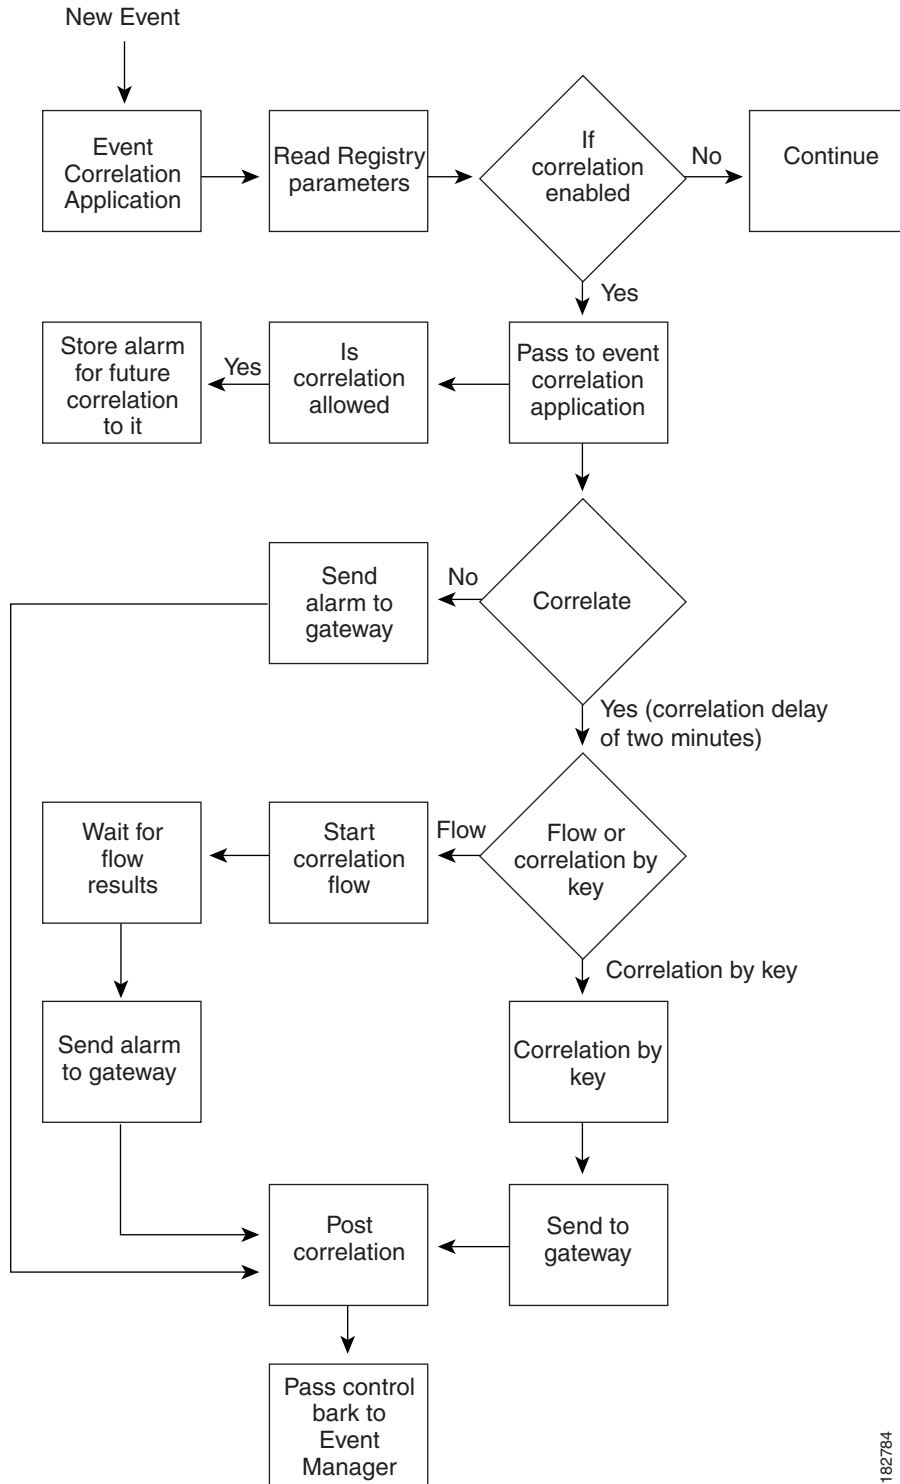 New Event
Event
Correlation
Application
Read Registry
parameters
If
correlation
enabled
No
Continue
Yes
Store alarm
for future
correlation
to it
Yes
Is
correlation
allowed
Pass to event
correlation
application
Send
alarm to
gateway
No
Correlate
Yes (correlation delay
of two minutes)
Wait for
flow
results
Start
correlation
flow
Flow
Flow or
correlation by
key
Correlation by key
Send alarm
to gateway
Correlation by
key
Post
correlation
Send to
gateway
Pass control
bark to
Event
Manager
182784